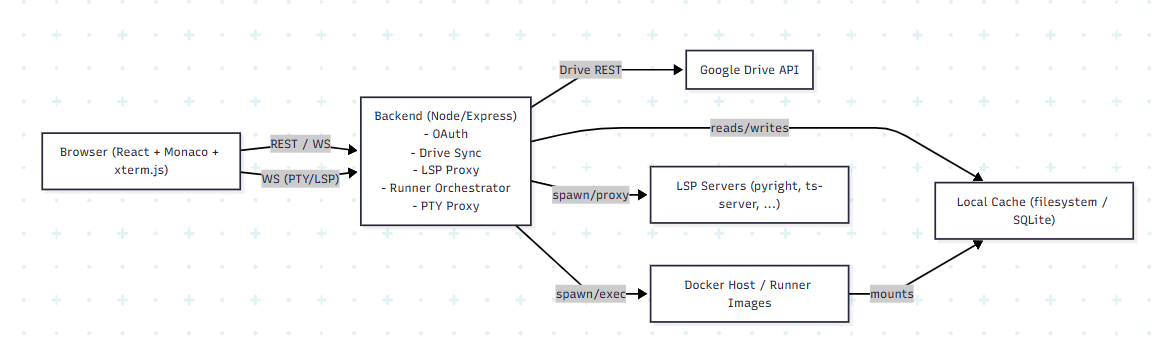 Browser (React + Monaco +
xterm.js)
REST / WS
WS (PTY/LSP)
Backend (Node/Express)
- OAuth
- Drive Sync
- LSP Proxy
- Runner Orchestrator
- PTY Proxy
Drive REST
Google Drive API
reads/writes
spawn/proxy
LSP Servers (pyright, ts-
server, ...)
Local Cache (filesystem /
SQLite)
spawn/exec
Docker Host / Runner
Images
mounts